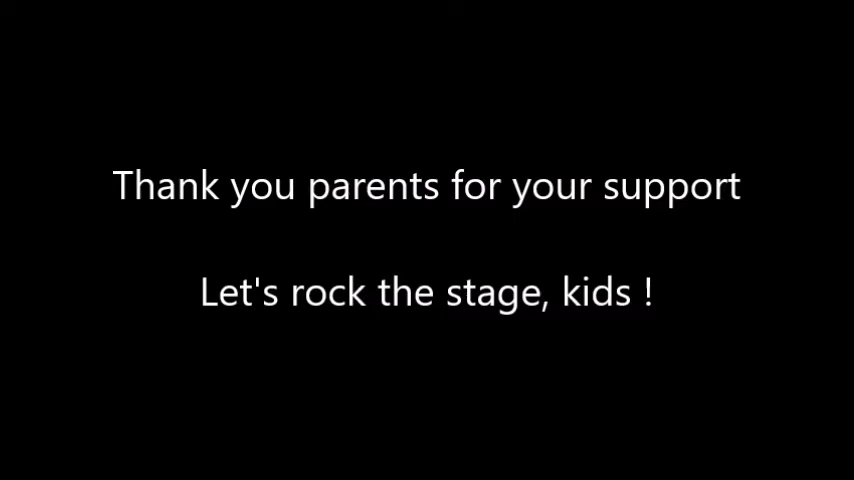 Thank you parents for your support
Let's rock the stage, kids !